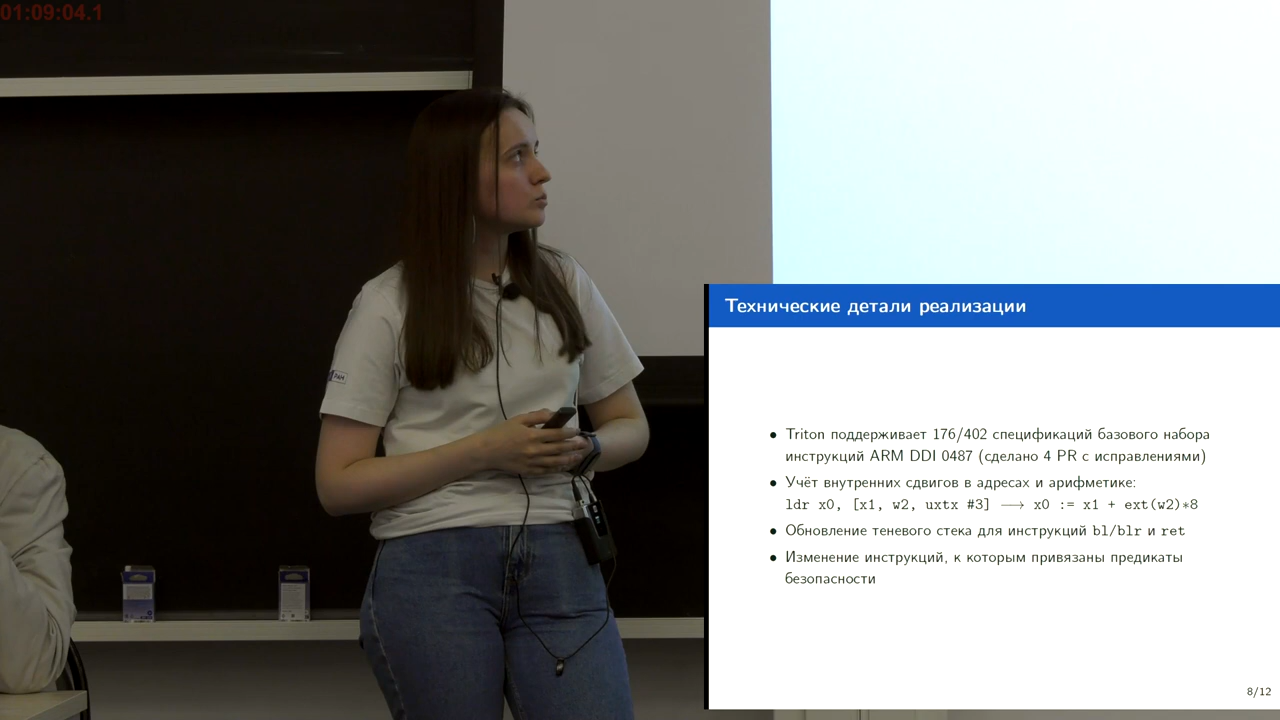 01:09:04.1
РАН
Технические детали реализации
• Triton поддерживает 176/402 спецификаций базового набора
инструкций ARM DDI 0487 (сделано 4 PR с исправлениями)
• Учёт внутренних сдвигов в адресах и арифметике:
ldr x0, [x1, w2, uxtx #3] ⟶ x0 := x1 + ext(w2)*8
• Обновление теневого стека для инструкций bl/blr и ret
• Изменение инструкций, к которым привязаны предикаты
безопасности
8/12